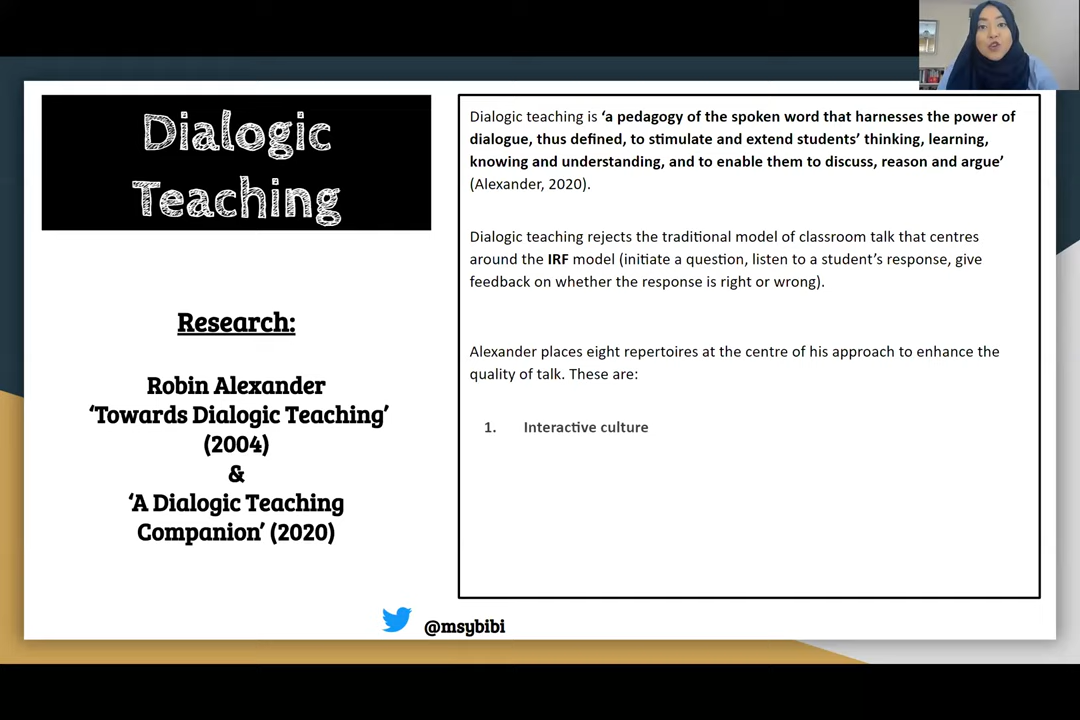 Dialogic
Teaching
Research:
Robin Alexander
‘Towards Dialogic Teaching’
(2004)
&
‘A Dialogic Teaching
Companion’ (2020)
Dialogic teaching is ‘a pedagogy of the spoken word that harnesses the power of
dialogue, thus defined, to stimulate and extend students’ thinking, learning,
knowing and understanding, and to enable them to discuss, reason and argue’
(Alexander, 2020).
Dialogic teaching rejects the traditional model of classroom talk that centres
around the IRF model (initiate a question, listen to a student’s response, give
feedback on whether the response is right or wrong).
Alexander places eight repertoires at the centre of his approach to enhance the
quality of talk. These are:
1. Interactive culture
@msybibi